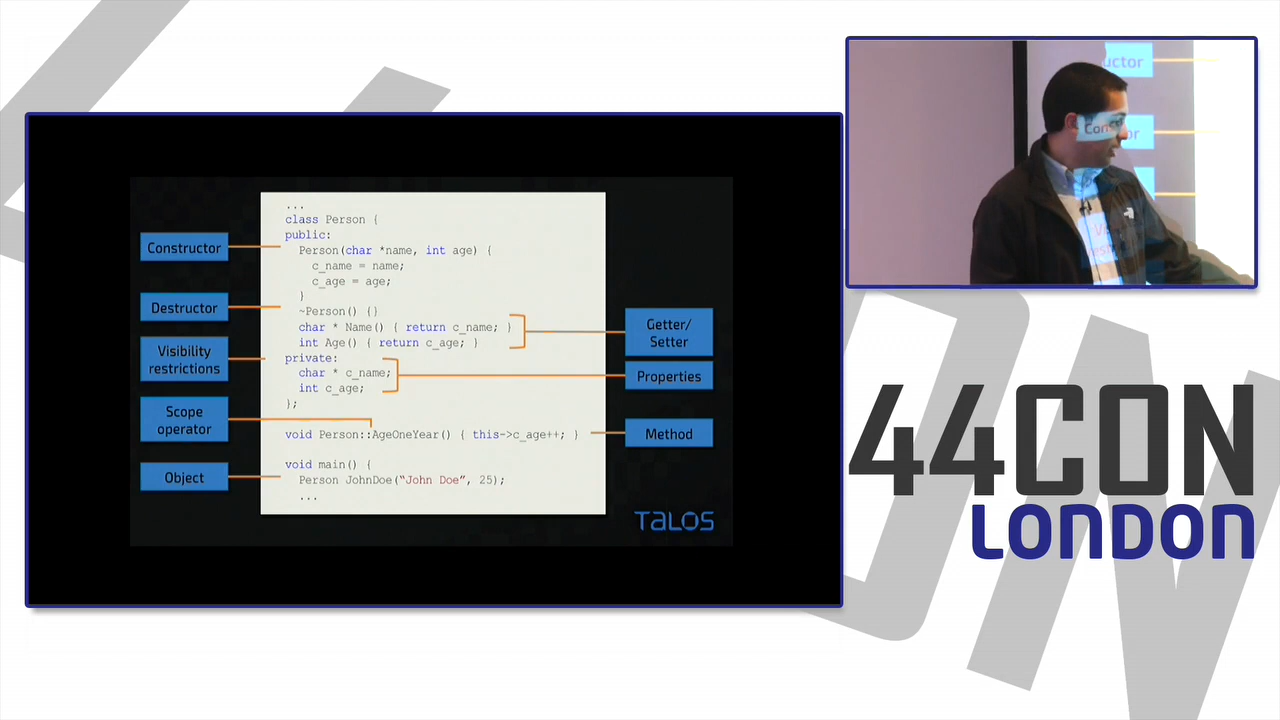 Constructor
Destructor
Visibility
restrictions
Scope
operator
Object
...
class Person {
public:
Person(char *name, int age) {
c_name = name;
c_age = age;
}
~Person() {}
char * Name() { return c_name; }
int Age() { return c_age; }
private:
char * c_name;
int c_age;
};
void Person::AgeOneYear() { this->c_age++; }
void main() {
Person JohnDoe(“John Doe”, 25);
...
Getter/
Setter
Properties
Method
TALOS
uctor
44CON
LONDON